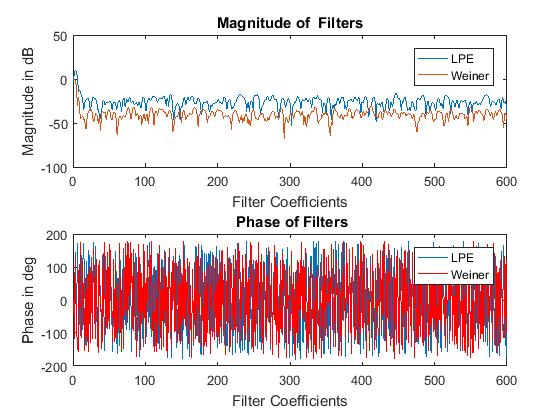 Magnitude of Filters
50
0
-50
-100
Magnitude in dB
LPE
Weiner
0 100 200 300 400 500 600
Filter Coefficients
Phase of Filters
200
100
0
-100
-200
Phase in deg
LPE
Weiner
0 100 200 300 400 500 600
Filter Coefficients